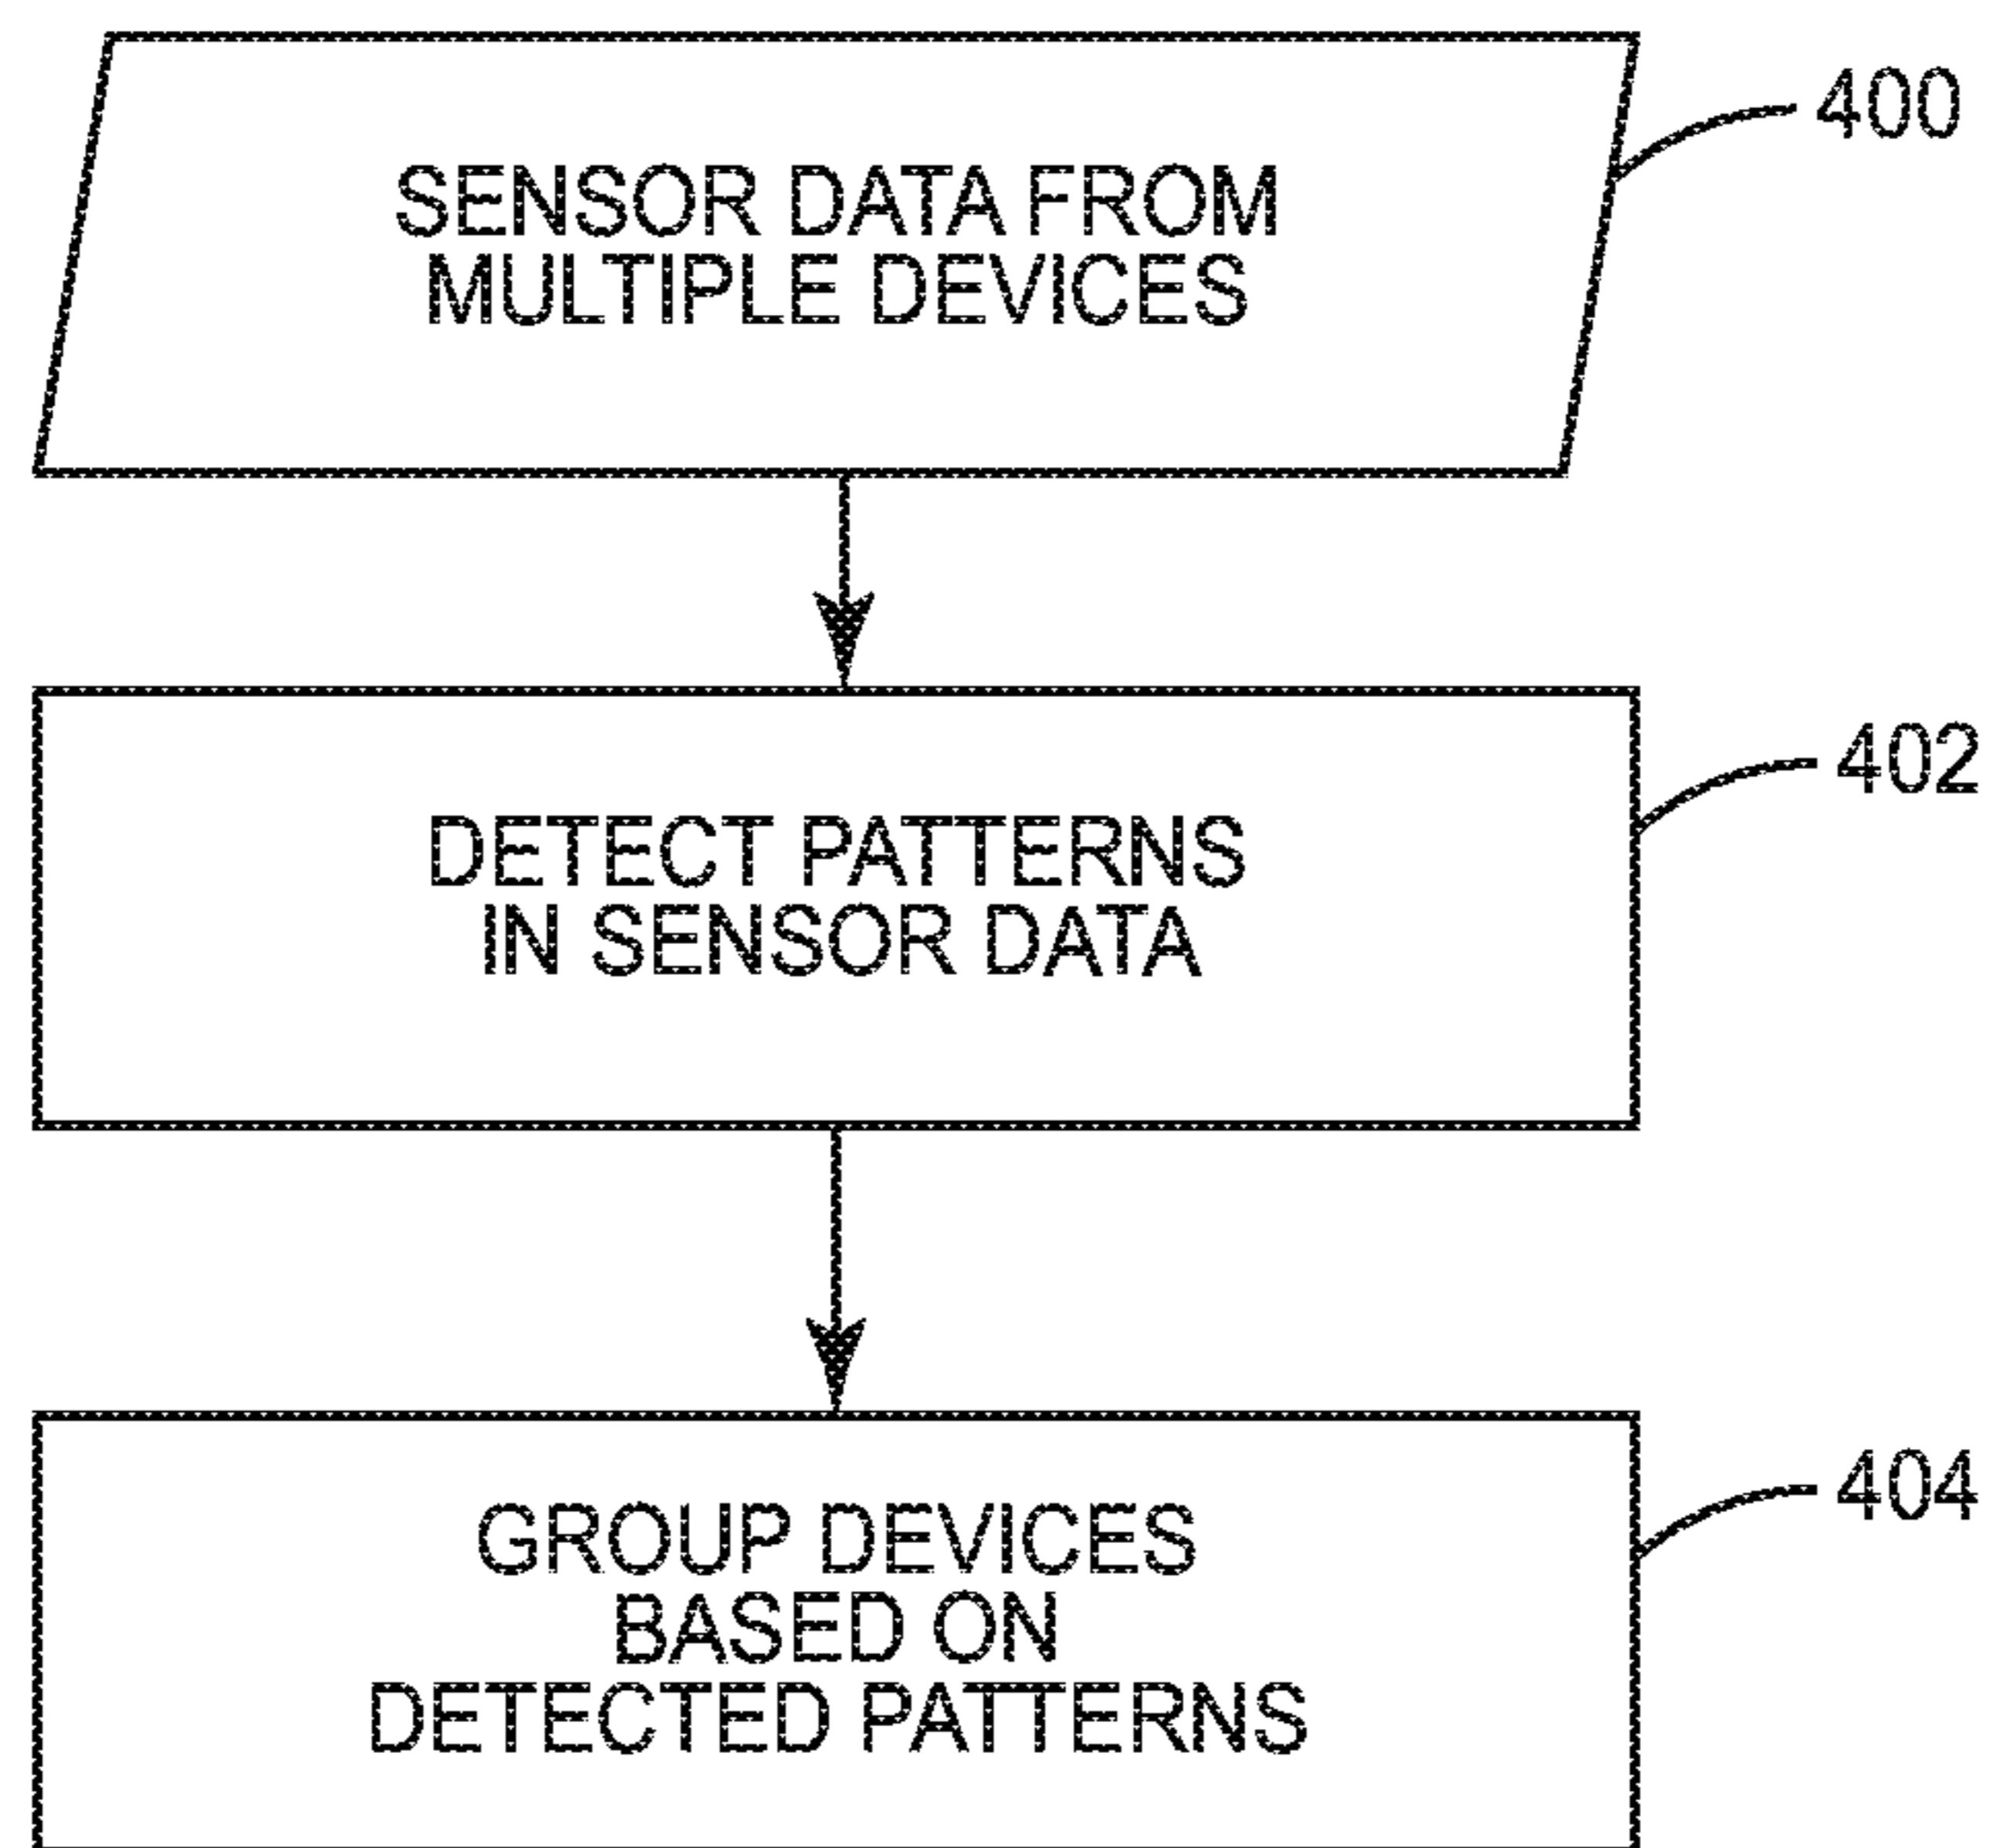 400
SENSOR DATA FROM
MULTIPLE DEVICES
402
DETECT PATTERNS
IN SENSOR DATA
404
GROUP DEVICES
BASED ON
DETECTED PATTERNS